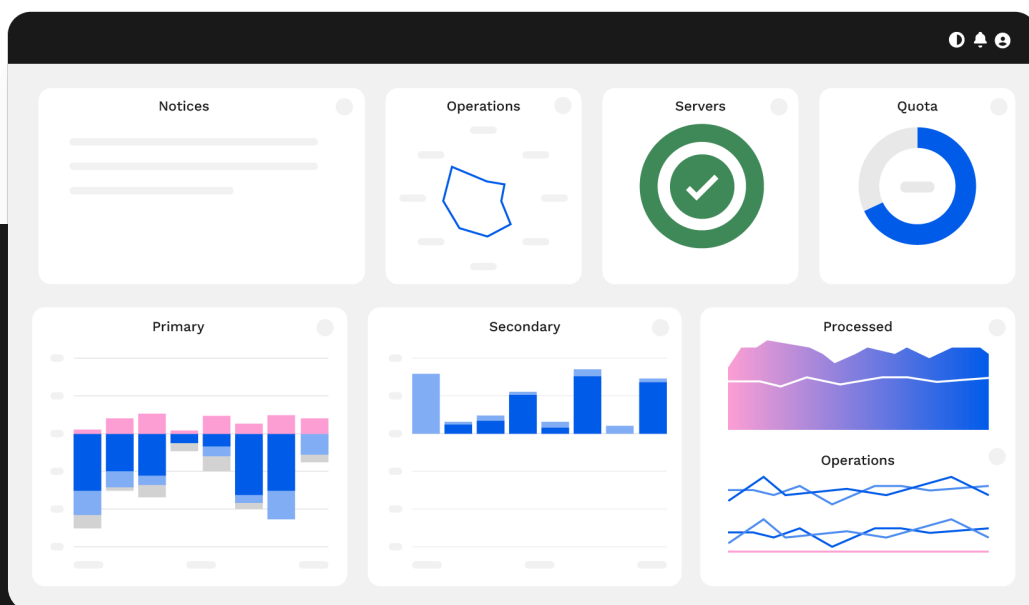 Notices
Operations
Servers
Quota
Primary
Secondary
Processed
Operations